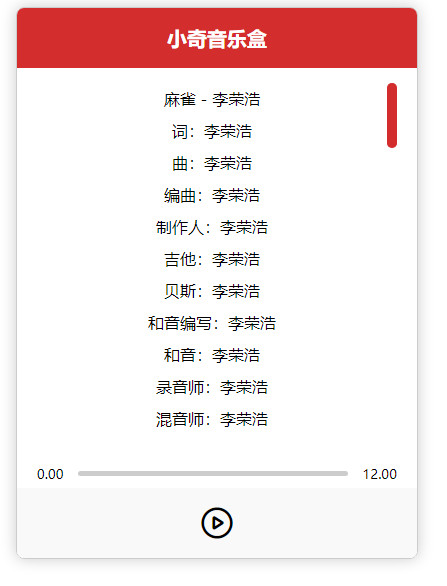 小奇音乐盒
麻雀 - 李荣浩
词：李荣浩
曲：李荣浩
编曲：李荣浩
制作人：李荣浩
吉他：李荣浩
贝斯：李荣浩
和音编写：李荣浩
和音：李荣浩
录音师：李荣浩
混音师：李荣浩
0.00 12.00